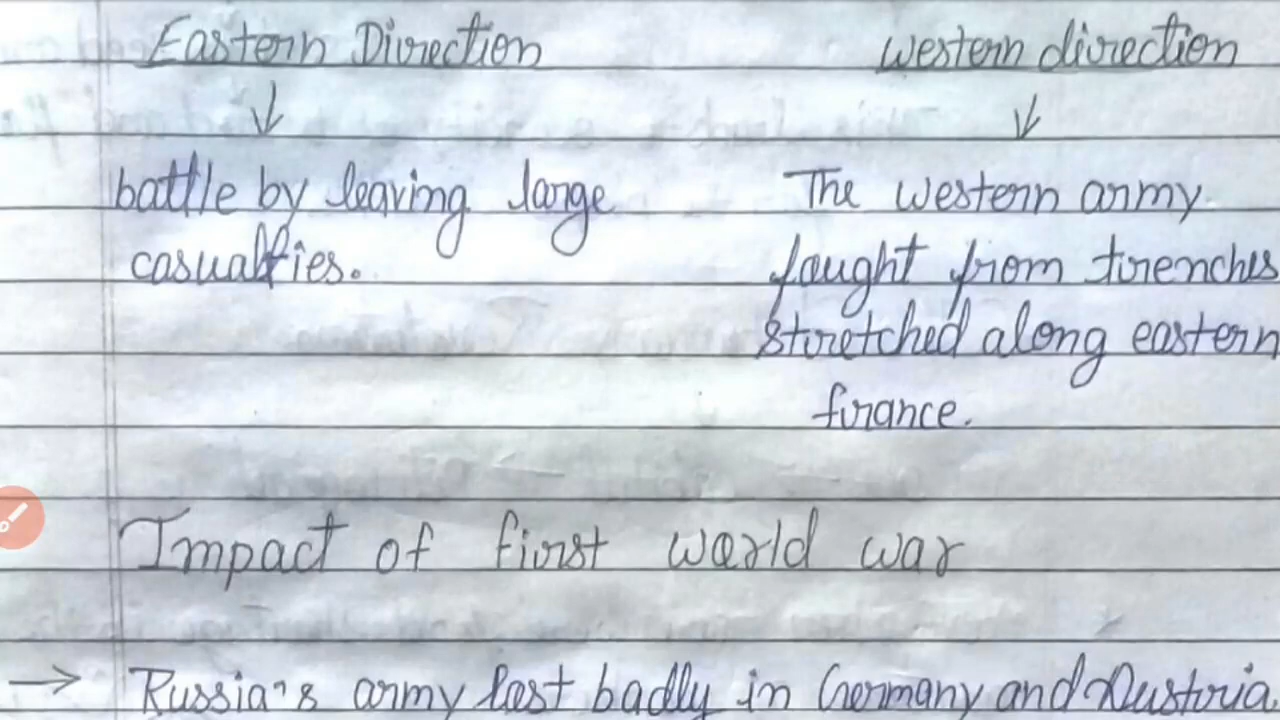 Eastern Direction
western direction
battle by leaving large
casualties.
The western army
fought from trenches
stretched along eastern
france.
Impact of first world war
→ Russia's army lost badly in Germany and Austria.